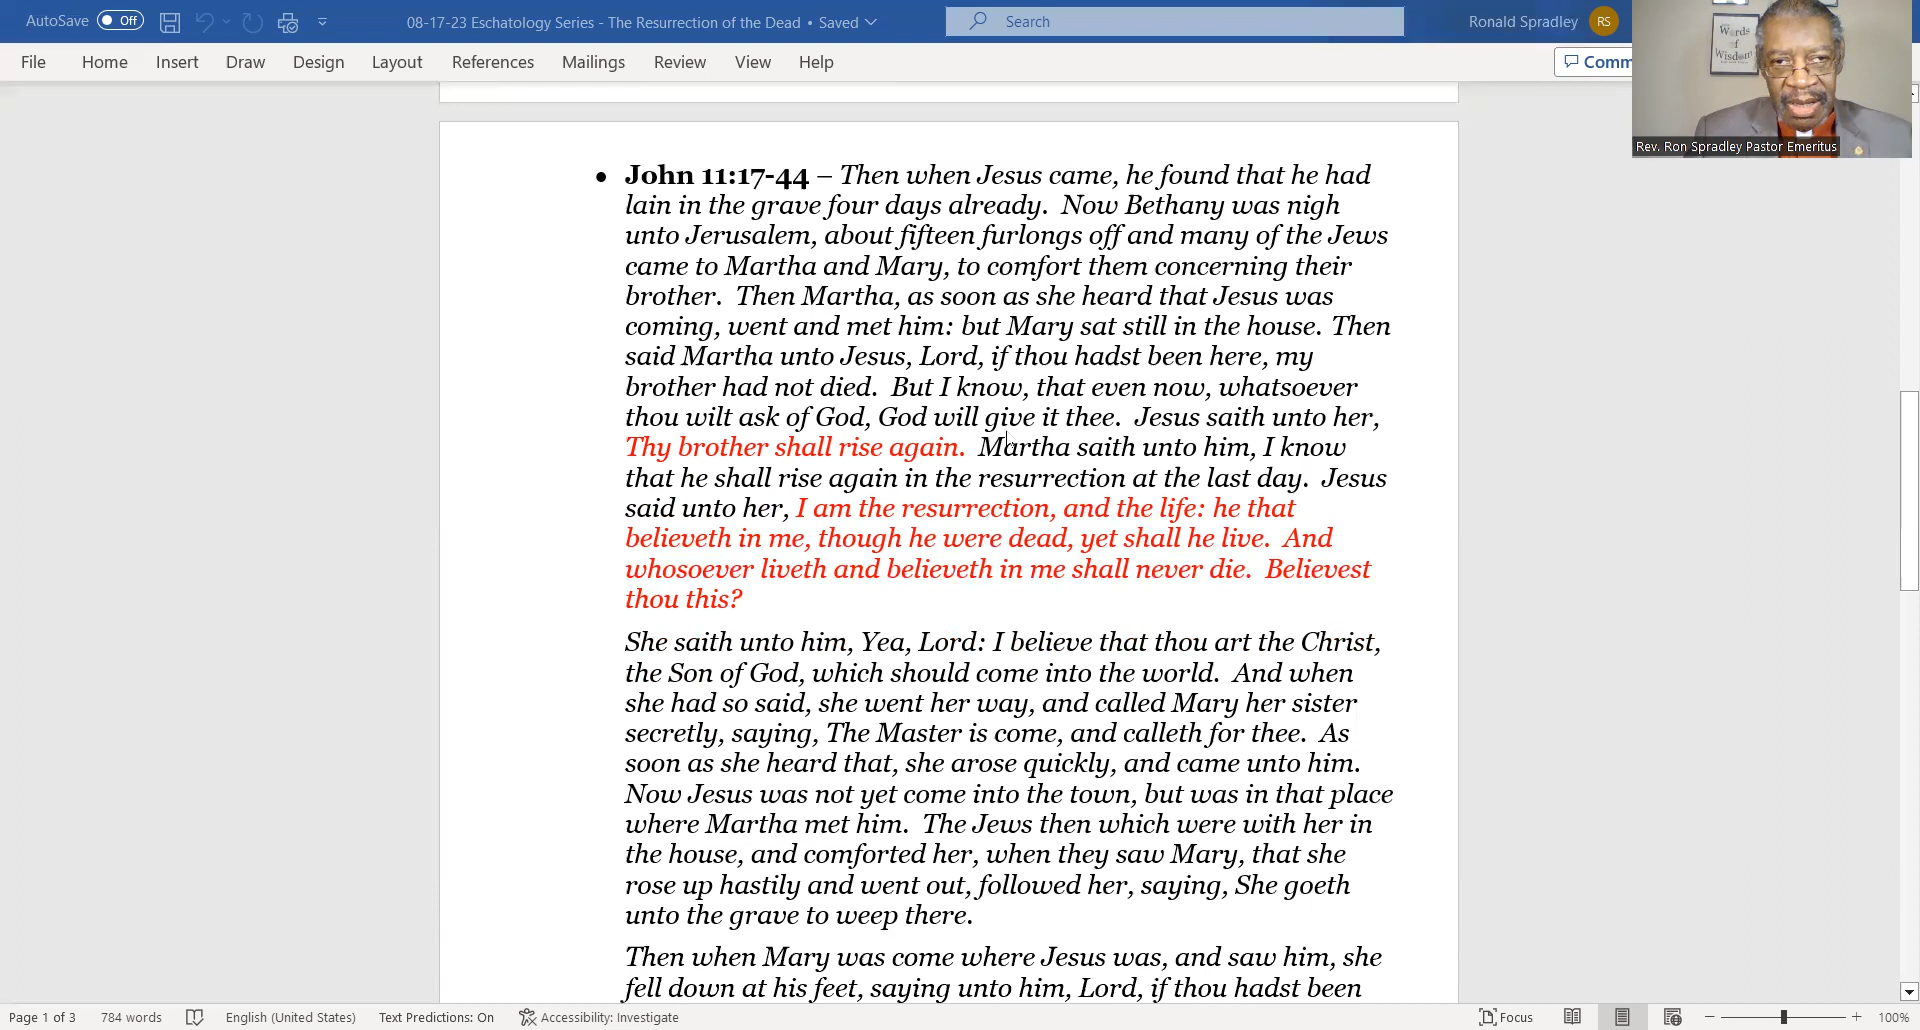 AutoSave Off 08-17-23 Eschatology Series - The Resurrection of the Dead • Saved Search Ronald Spradley RS
File Home Insert Draw Design Layout References Mailings Review View Help Comm
Words
of
Wisdom
Rev. Ron Spradley Pastor Emeritus
• John 11:17-44 – Then when Jesus came, he found that he had
lain in the grave four days already. Now Bethany was nigh
unto Jerusalem, about fifteen furlongs off and many of the Jews
came to Martha and Mary, to comfort them concerning their
brother. Then Martha, as soon as she heard that Jesus was
coming, went and met him: but Mary sat still in the house. Then
said Martha unto Jesus, Lord, if thou hadst been here, my
brother had not died. But I know, that even now, whatsoever
thou wilt ask of God, God will give it thee. Jesus saith unto her,
Thy brother shall rise again. Martha saith unto him, I know
that he shall rise again in the resurrection at the last day. Jesus
said unto her, I am the resurrection, and the life: he that
believeth in me, though he were dead, yet shall he live. And
whosoever liveth and believeth in me shall never die. Believest
thou this?
She saith unto him, Yea, Lord: I believe that thou art the Christ,
the Son of God, which should come into the world. And when
she had so said, she went her way, and called Mary her sister
secretly, saying, The Master is come, and calleth for thee. As
soon as she heard that, she arose quickly, and came unto him.
Now Jesus was not yet come into the town, but was in that place
where Martha met him. The Jews then which were with her in
the house, and comforted her, when they saw Mary, that she
rose up hastily and went out, followed her, saying, She goeth
unto the grave to weep there.
Then when Mary was come where Jesus was, and saw him, she
fell down at his feet, saying unto him, Lord, if thou hadst been
Page 1 of 3 784 words English (United States) Text Predictions: On Accessibility: Investigate Focus 100%